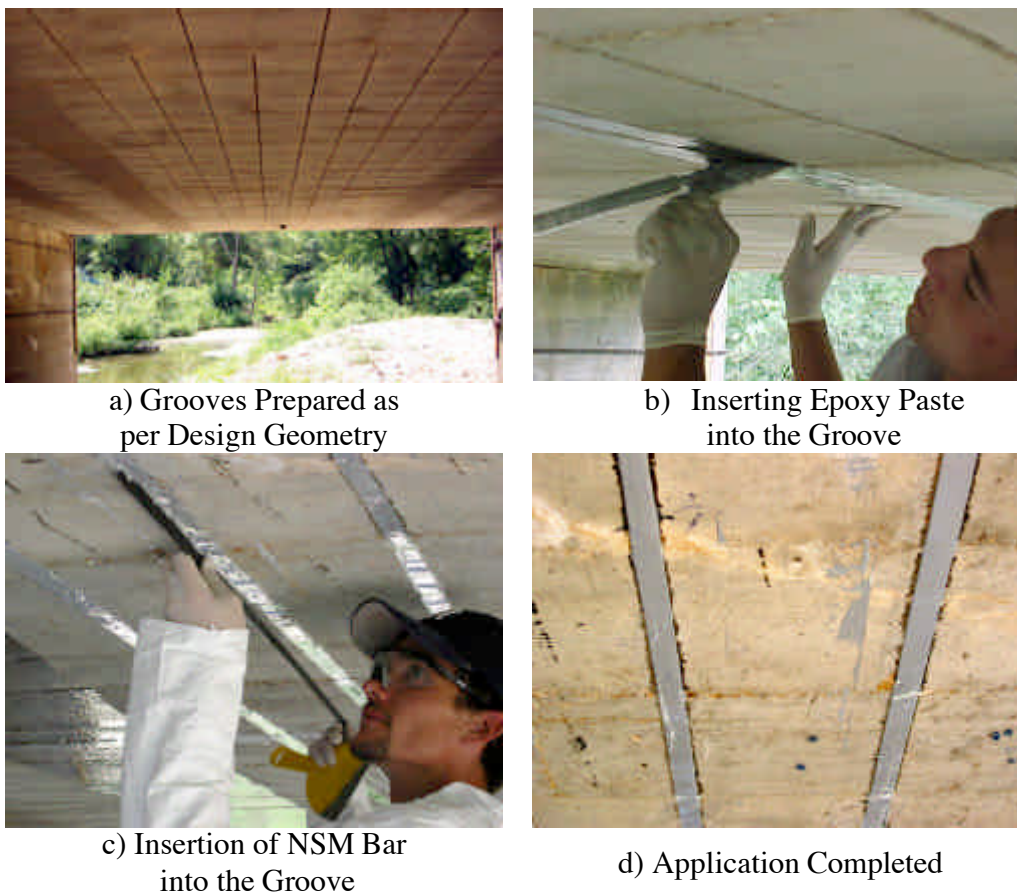 a) Grooves Prepared as
per Design Geometry
b) Inserting Epoxy Paste
into the Groove
c) Insertion of NSM Bar
into the Groove
d) Application Completed